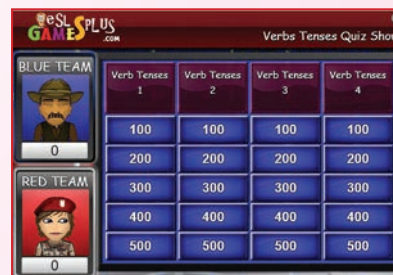 eSL
GAMES PLUS
.COM
Verbs Tenses Quiz Show
BLUE TEAM
0
RED TEAM
0
Verb Tenses
1
Verb Tenses
2
Verb Tenses
3
Verb Tenses
4
100 100 100 100
200 200 200 200
300 300 300 300
400 400 400 400
500 500 500 500